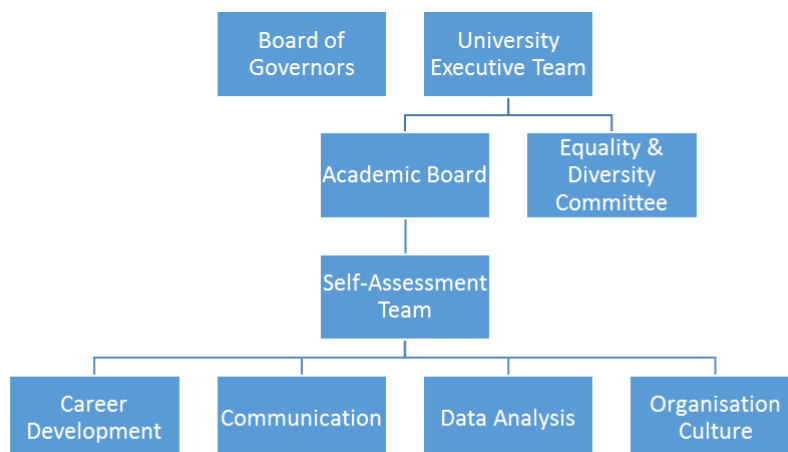 Board of
Governors
University
Executive Team
Academic Board
Equality &
Diversity
Committee
Self-Assessment
Team
Career
Development
Communication
Data Analysis
Organisation
Culture